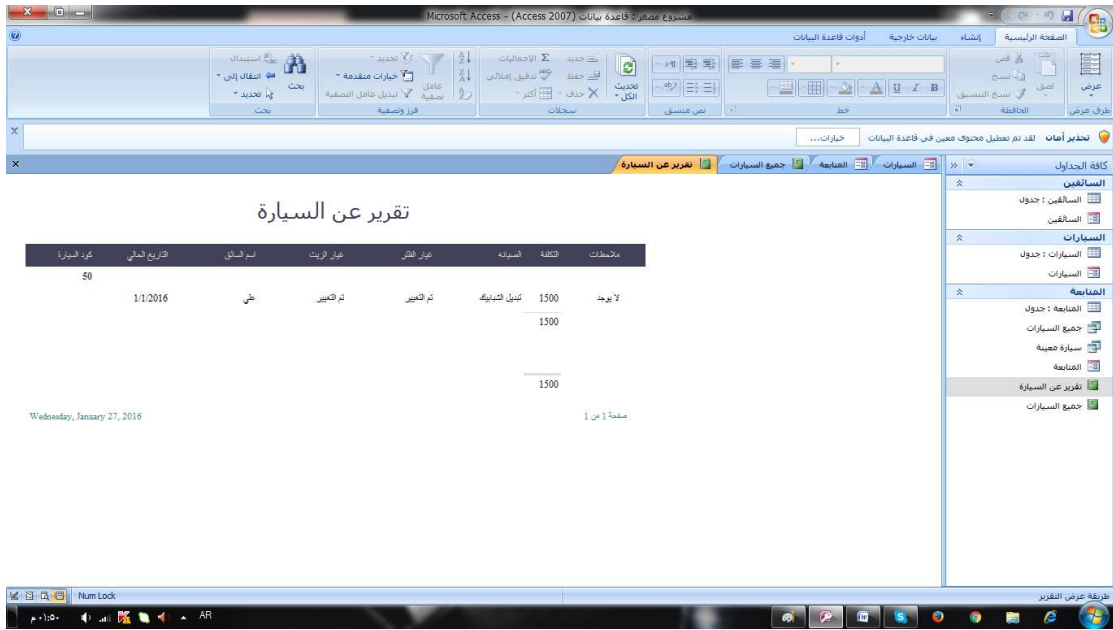 مشروع مصغر : قاعدة بيانات (Access 2007) - Microsoft Access
الصفحة الرئيسية إنشاء بيانات خارجية أدوات قاعدة البيانات
عرض
طرق عرض
لصق
قص
نسخ
نسخ التنسيق
الحافظة
B I U A
خط
نص منسق
تحديث الكل
جديد
حفظ
حذف
الإجماليات
تدقيق إملائي
أكثر
سجلات
عامل تصفية
تحديد
خيارات متقدمة
تبديل عامل التصفية
فرز وتصفية
بحث
استبدال
انتقال إلى
تحديد
بحث
تحذير أمان لقد تم تعطيل محتوى معين في قاعدة البيانات خيارات...
كافة الجداول
السائقين
السائقين : جدول
السائقين
السيارات
السيارات : جدول
السيارات
المتابعة
المتابعة : جدول
جميع السيارات
سيارة معينة
المتابعة
تقرير عن السيارة
جميع السيارات
السيارات المتابعة جميع السيارات تقرير عن السيارة
تقرير عن السيارة
ملاحظات التكلفة الصيانه غيار الفلتر غيار الزيت اسم السائق التاريخ الحالي كود السيارة
50
لا يوجد 1500 تبديل الشبابيك تم التغيير تم التغيير علي 1/1/2016
1500
1500
صفحة 1 من 1
Wednesday, January 27, 2016
طريقة عرض التقرير
Num Lock
AR
٠١:٥٠ م